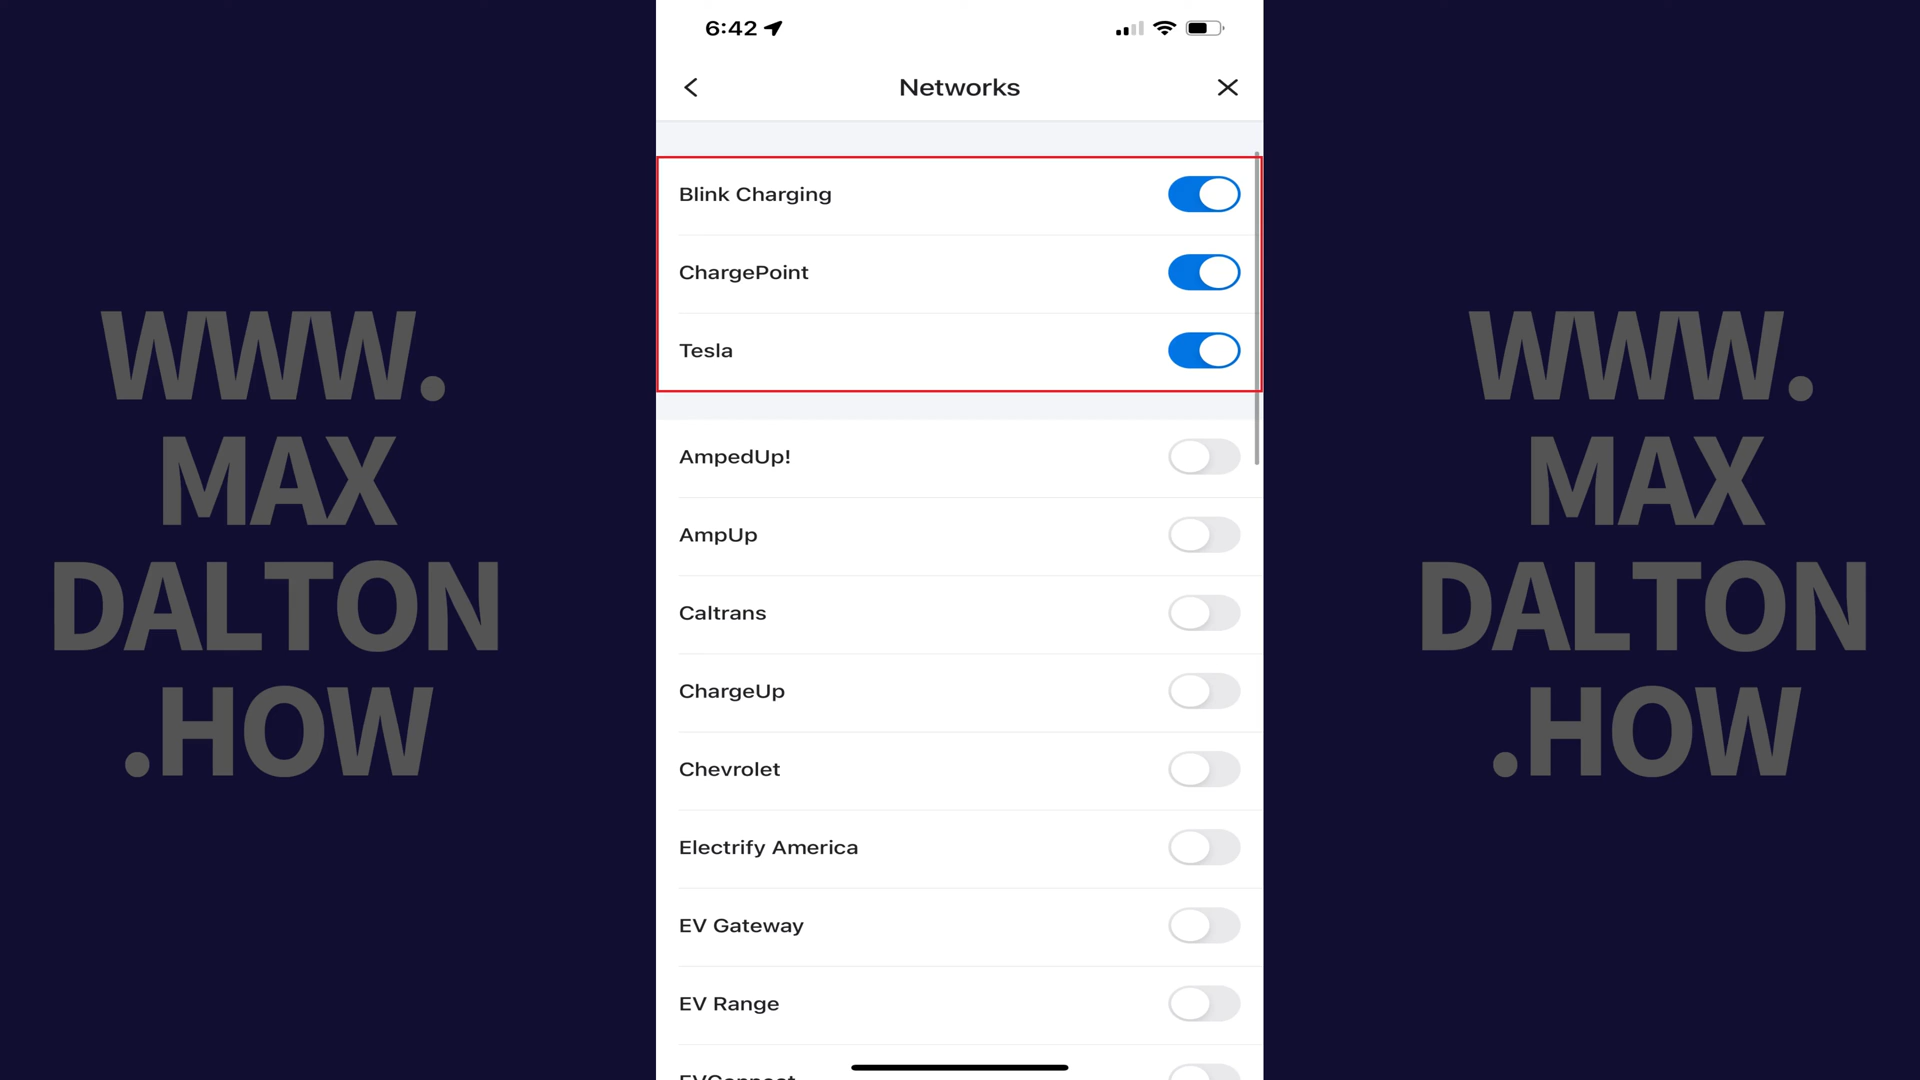 WWW.
MAX
DALTON
.HOW
6:42
Networks
Blink Charging
ChargePoint
Tesla
AmpedUp!
AmpUp
Caltrans
ChargeUp
Chevrolet
Electrify America
EV Gateway
EV Range
WWW.
MAX
DALTON
.HOW